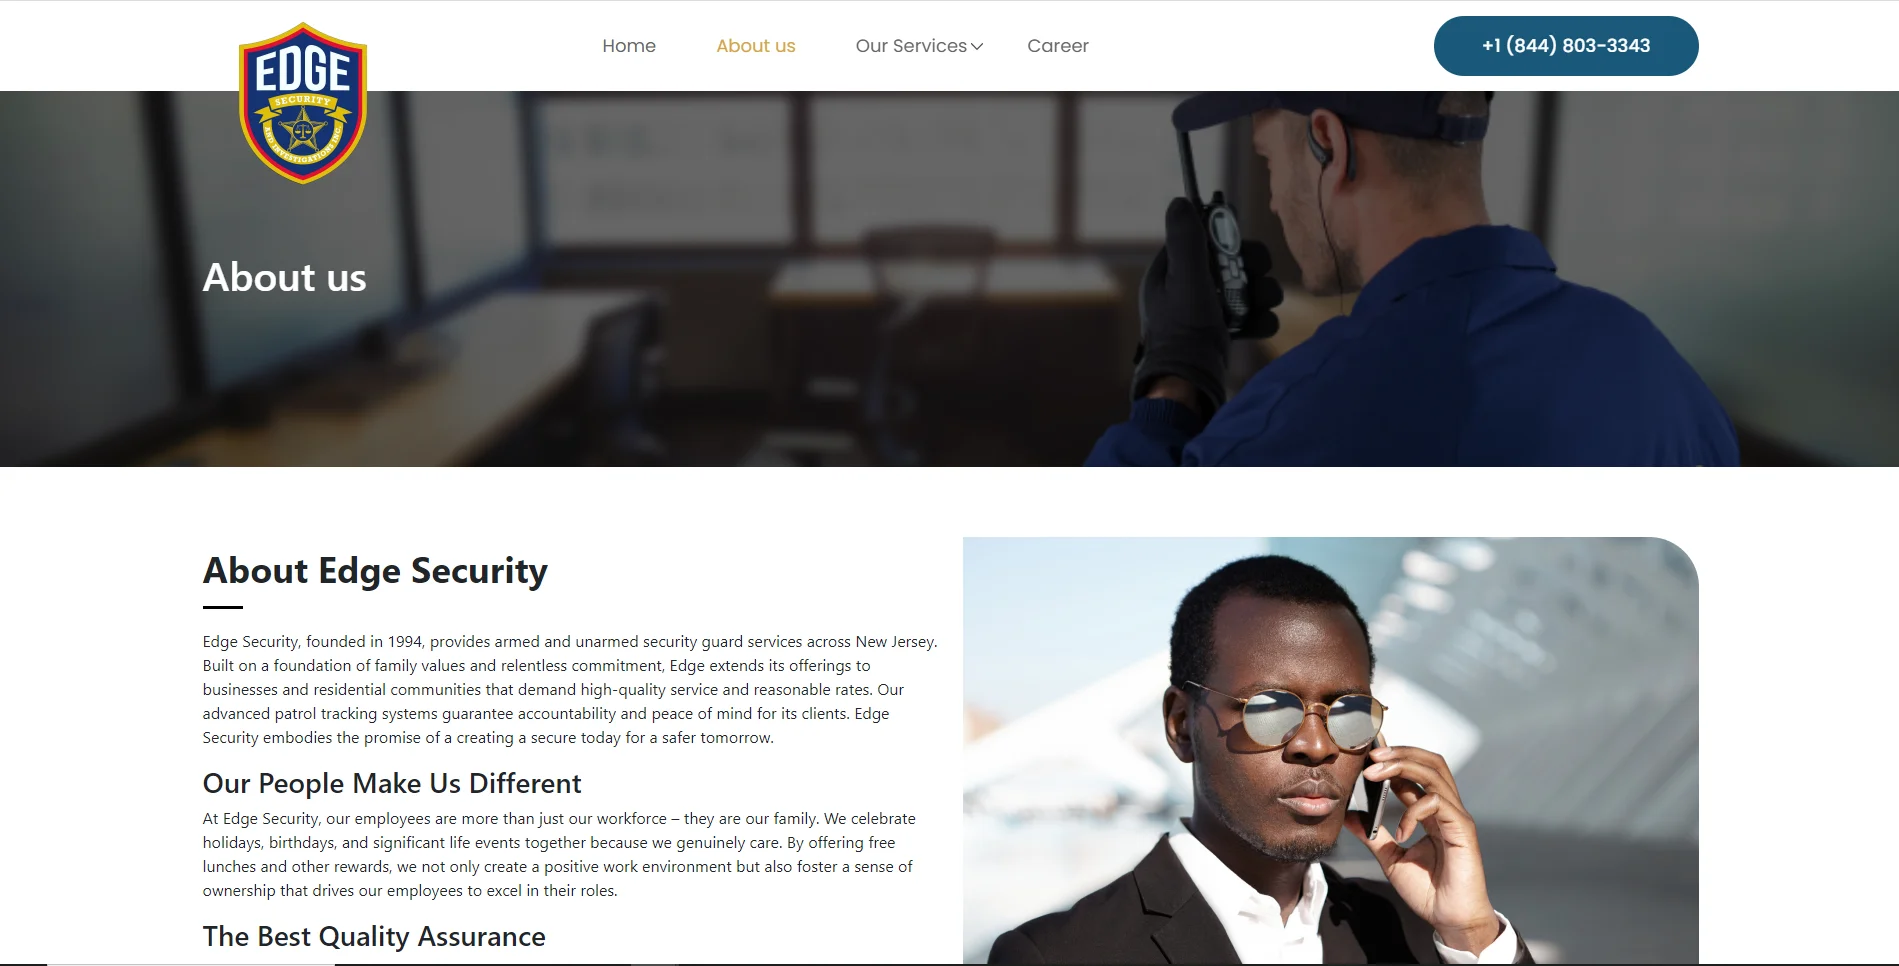 EDGE
SECURITY
AND INVESTIGATIONS INC.
Home
About us
Our Services
Career
+1 (844) 803-3343
About us
About Edge Security
Edge Security, founded in 1994, provides armed and unarmed security guard services across New Jersey.
Built on a foundation of family values and relentless commitment, Edge extends its offerings to
businesses and residential communities that demand high-quality service and reasonable rates. Our
advanced patrol tracking systems guarantee accountability and peace of mind for its clients. Edge
Security embodies the promise of a creating a secure today for a safer tomorrow.
Our People Make Us Different
At Edge Security, our employees are more than just our workforce – they are our family. We celebrate
holidays, birthdays, and significant life events together because we genuinely care. By offering free
lunches and other rewards, we not only create a positive work environment but also foster a sense of
ownership that drives our employees to excel in their roles.
The Best Quality Assurance